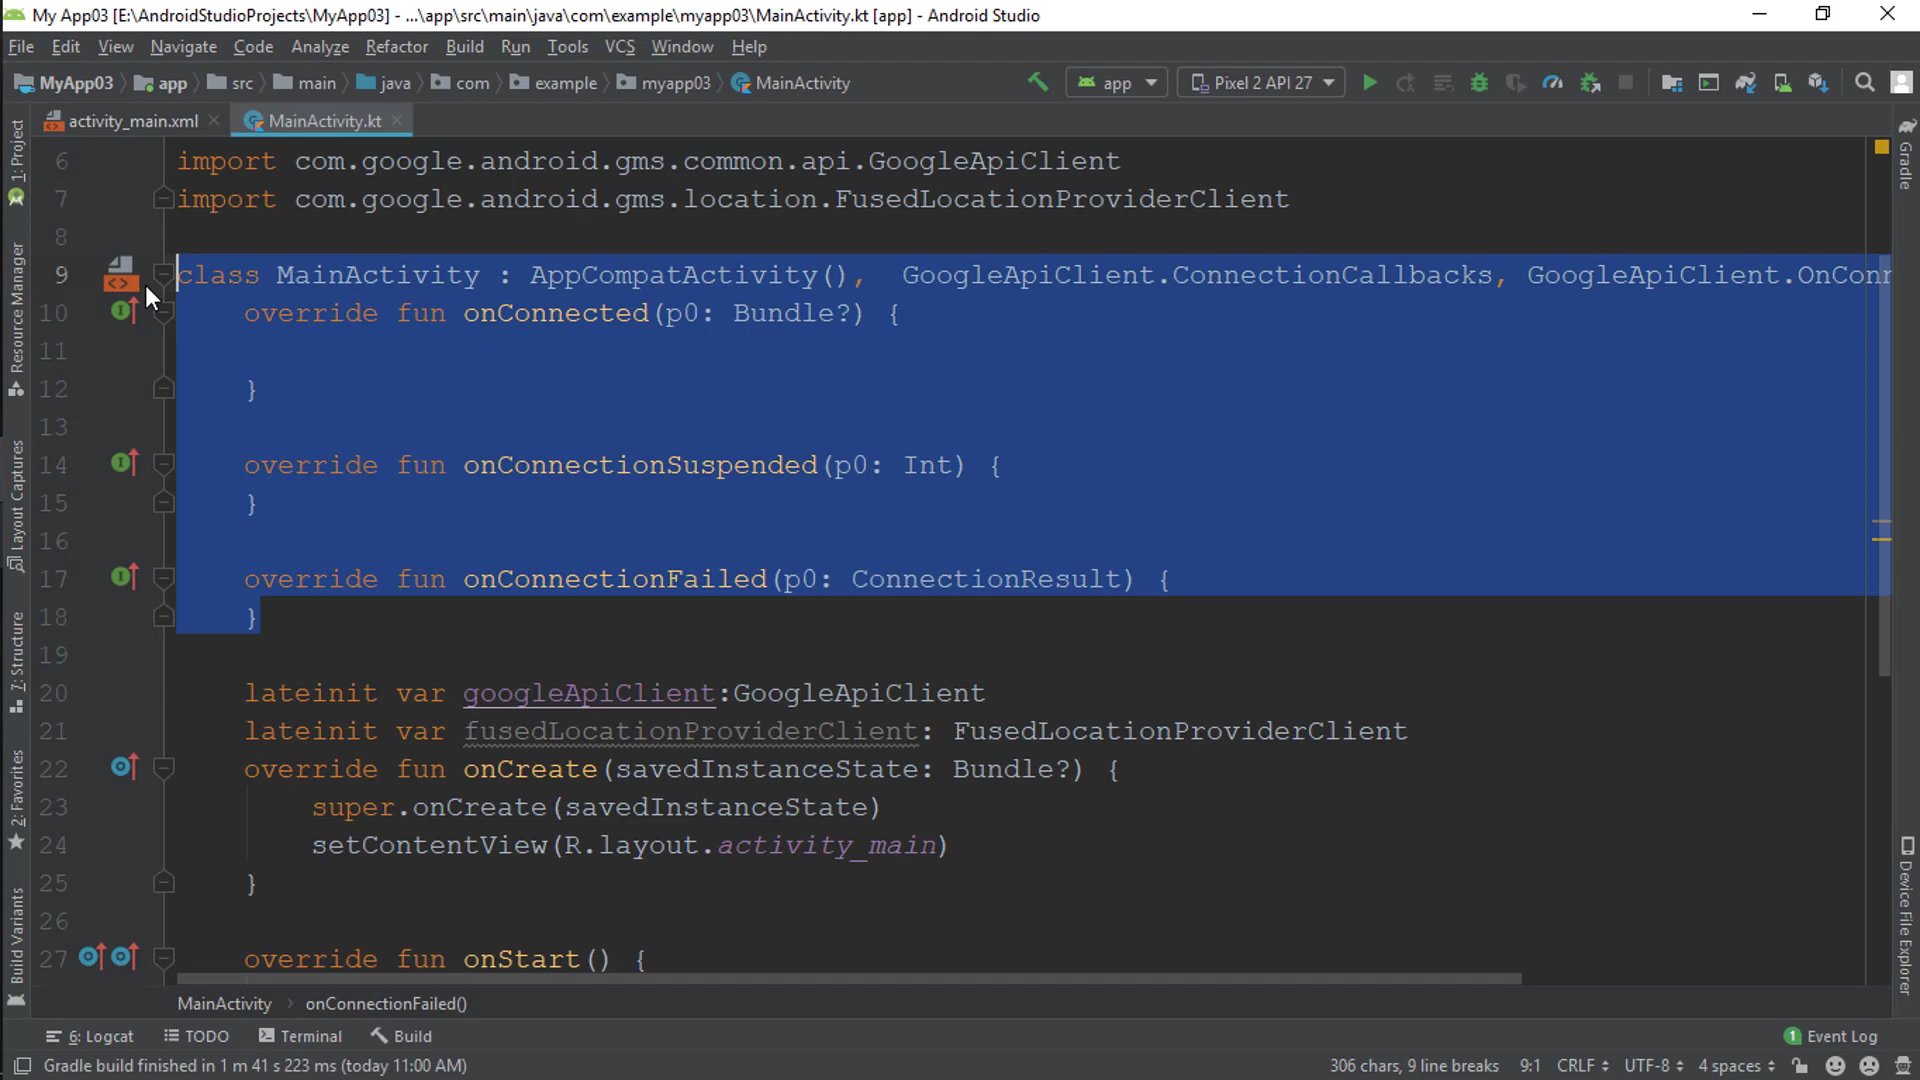 My App03 [E:\AndroidStudioProjects\MyApp03] - ...\app\src\main\java\com\example\myapp03\MainActivity.kt [app] - Android Studio
File Edit View Navigate Code Analyze Refactor Build Run Tools VCS Window Help
MyApp03 app src main java com example myapp03 MainActivity app Pixel 2 API 27
activity_main.xml MainActivity.kt
6 import com.google.android.gms.common.api.GoogleApiClient
7 import com.google.android.gms.location.FusedLocationProviderClient
8
9 class MainActivity : AppCompatActivity(),  GoogleApiClient.ConnectionCallbacks, GoogleApiClient.OnConn
10 override fun onConnected(p0: Bundle?) {
11
12 }
13
14 override fun onConnectionSuspended(p0: Int) {
15 }
16
17 override fun onConnectionFailed(p0: ConnectionResult) {
18 }
19
20 lateinit var googleApiClient:GoogleApiClient
21 lateinit var fusedLocationProviderClient: FusedLocationProviderClient
22 override fun onCreate(savedInstanceState: Bundle?) {
23 super.onCreate(savedInstanceState)
24 setContentView(R.layout.activity_main)
25 }
26
27 override fun onStart() {
MainActivity onConnectionFailed()
6: Logcat TODO Terminal Build 1 Event Log
Gradle build finished in 1 m 41 s 223 ms (today 11:00 AM) 306 chars, 9 line breaks 9:1 CRLF UTF-8 4 spaces
1: Project
Resource Manager
Layout Captures
7: Structure
2: Favorites
Build Variants
Gradle
Device File Explorer